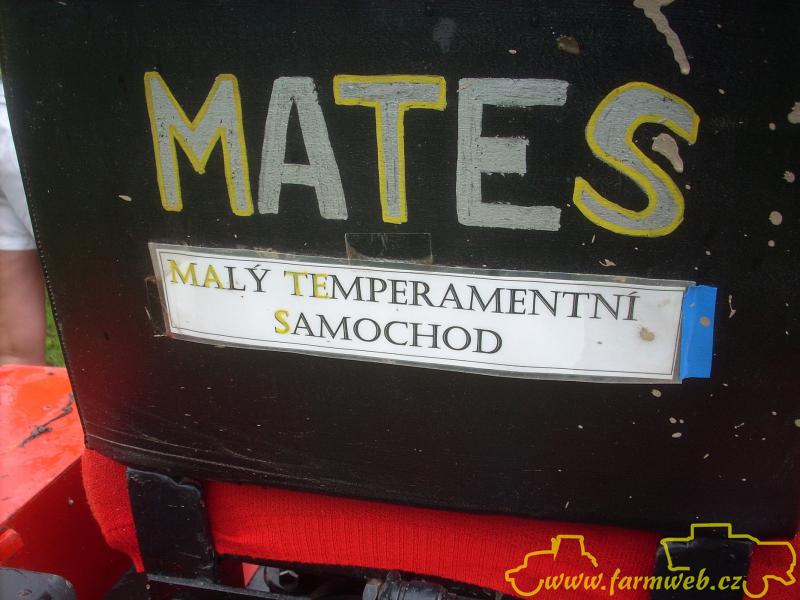 MATES
MALÝ TEMPERAMENTNÍ
SAMOCHOD
www.farmweb.cz